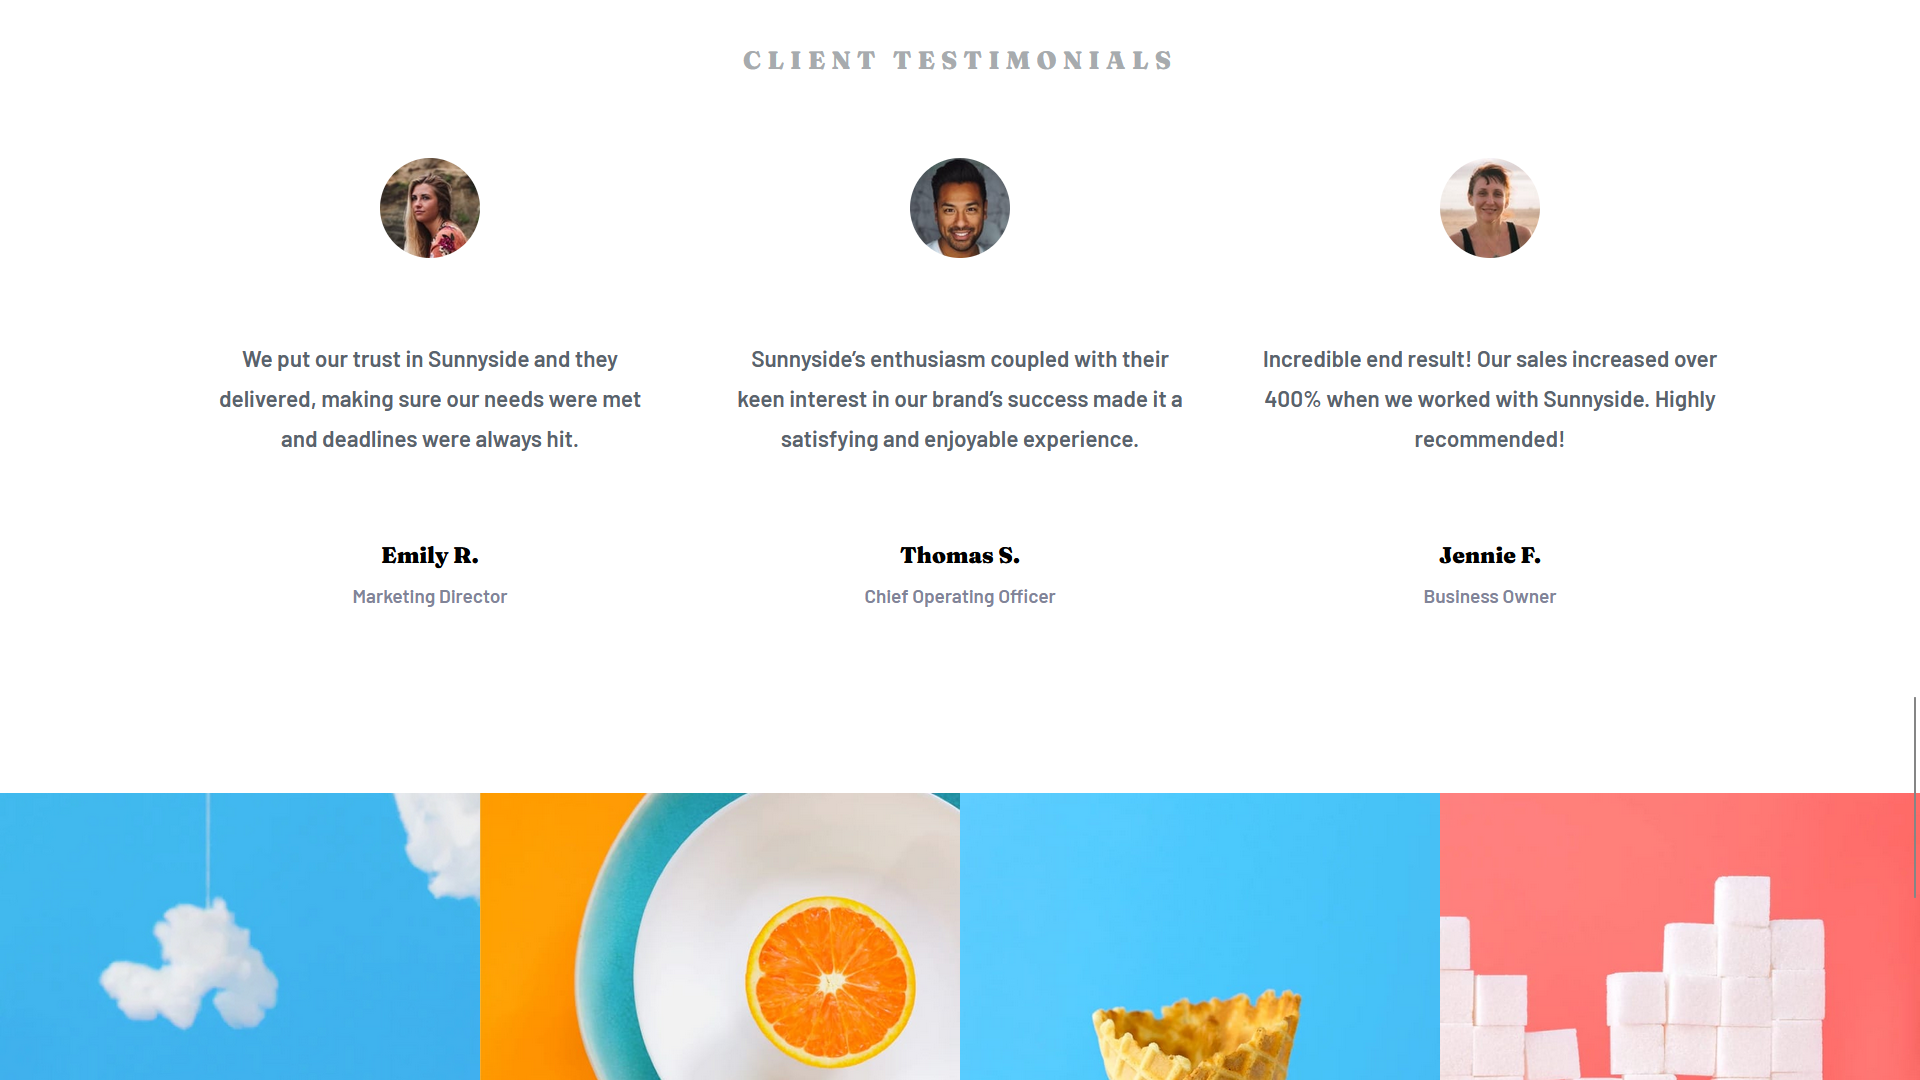 CLIENT TESTIMONIALS
We put our trust in Sunnyside and they
delivered, making sure our needs were met
and deadlines were always hit.
Emily R.
Marketing Director
Sunnyside’s enthusiasm coupled with their
keen interest in our brand’s success made it a
satisfying and enjoyable experience.
Thomas S.
Chief Operating Officer
Incredible end result! Our sales increased over
400% when we worked with Sunnyside. Highly
recommended!
Jennie F.
Business Owner